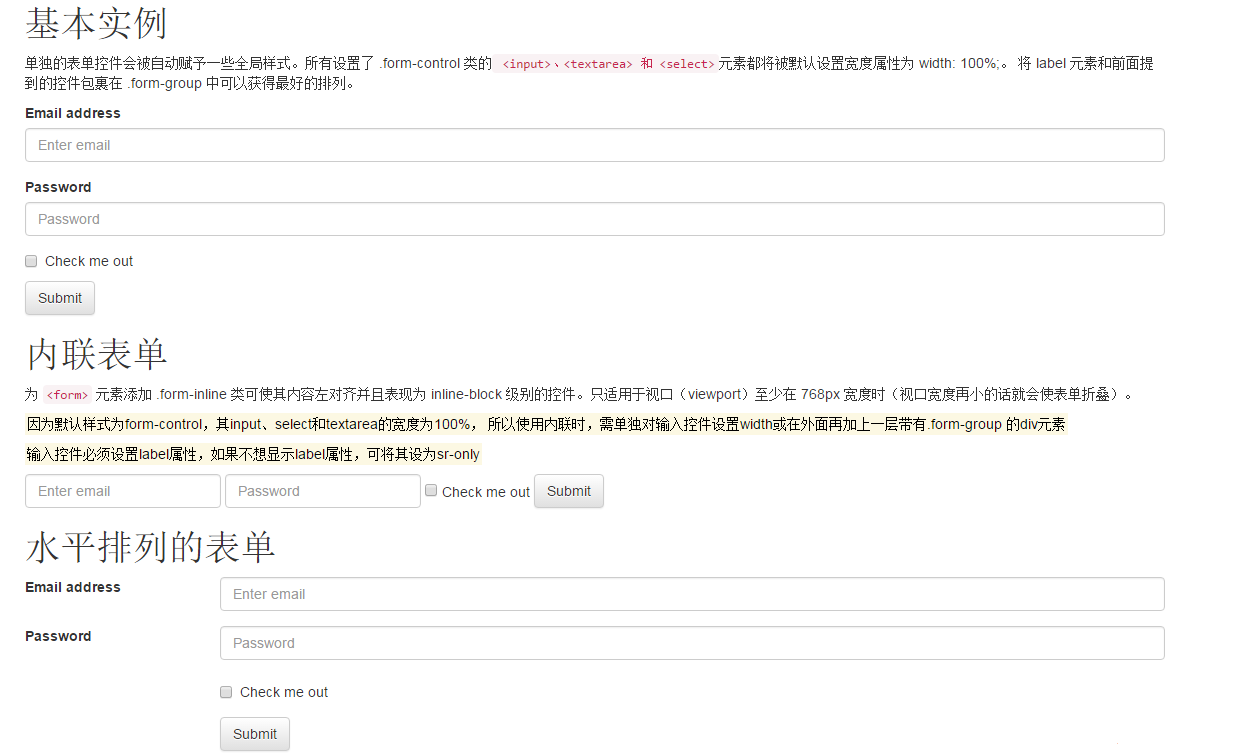 基本实例
单独的表单控件会被自动赋予一些全局样式。所有设置了 .form-control 类的 <input>、<textarea> 和 <select> 元素都将被默认设置宽度属性为 width: 100%;。 将 label 元素和前面提
到的控件包裹在 .form-group 中可以获得最好的排列。
Email address
Enter email
Password
Password
Check me out
Submit
内联表单
为 <form> 元素添加 .form-inline 类可使其内容左对齐并且表现为 inline-block 级别的控件。只适用于视口（viewport）至少在 768px 宽度时（视口宽度再小的话就会使表单折叠）。
因为默认样式为form-control，其input、select和textarea的宽度为100%， 所以使用内联时，需单独对输入控件设置width或在外面再加上一层带有.form-group 的div元素
输入控件必须设置label属性，如果不想显示label属性，可将其设为sr-only
Enter email Password Check me out Submit
水平排列的表单
Email address Enter email
Password Password
Check me out
Submit